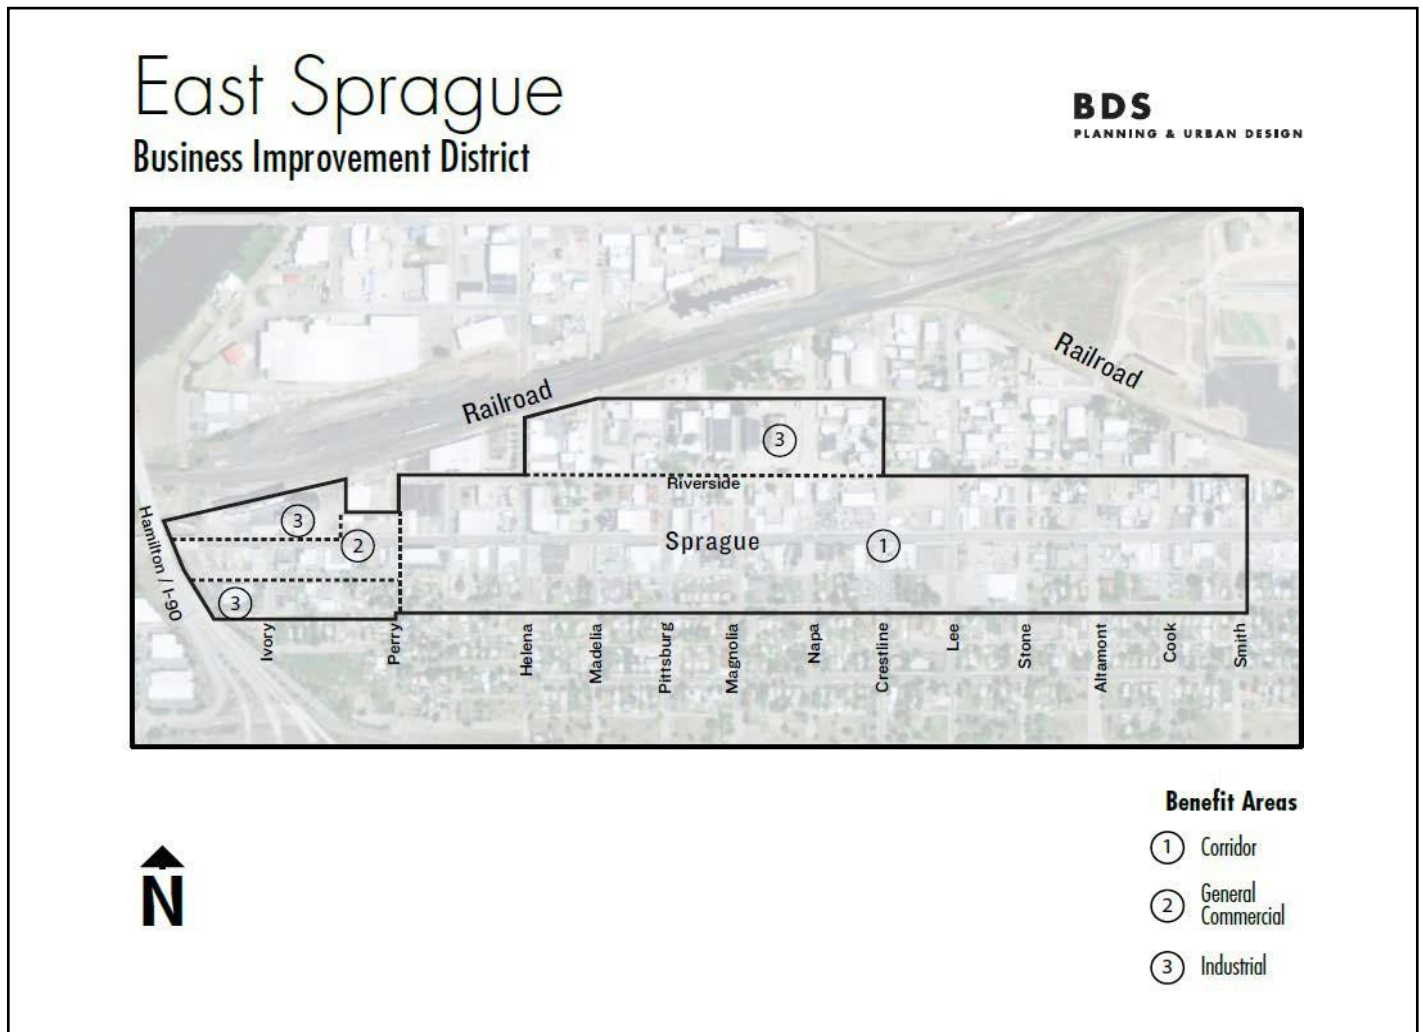 East Sprague
Business Improvement District
BDS
PLANNING & URBAN DESIGN
Railroad
Railroad
3
Riverside
Hamilton / I-90
3
2
Sprague
1
3
Ivory
Perry
Helena
Madelia
Pittsburg
Magnolia
Napa
Crestline
Lee
Stone
Altamont
Cook
Smith
Benefit Areas
1 Corridor
2 General
Commercial
3 Industrial
N